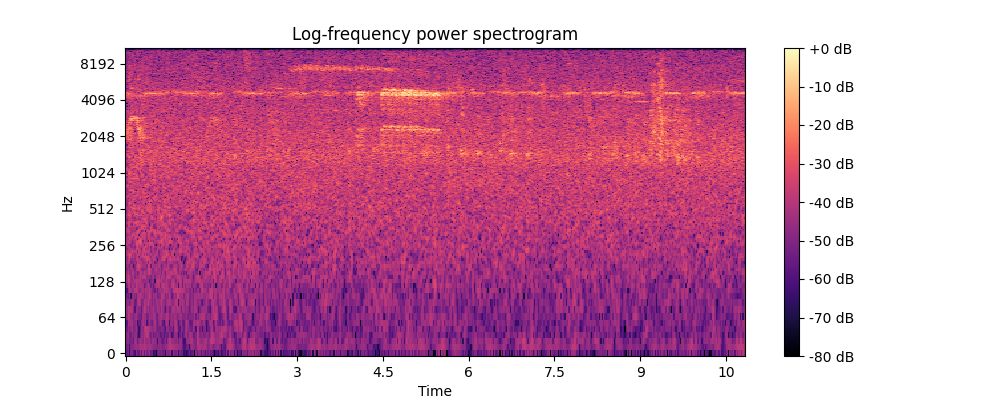 Log-frequency power spectrogram
Hz
8192
4096
2048
1024
512
256
128
64
0
0 1.5 3 4.5 6 7.5 9 10
Time
+0 dB
-10 dB
-20 dB
-30 dB
-40 dB
-50 dB
-60 dB
-70 dB
-80 dB